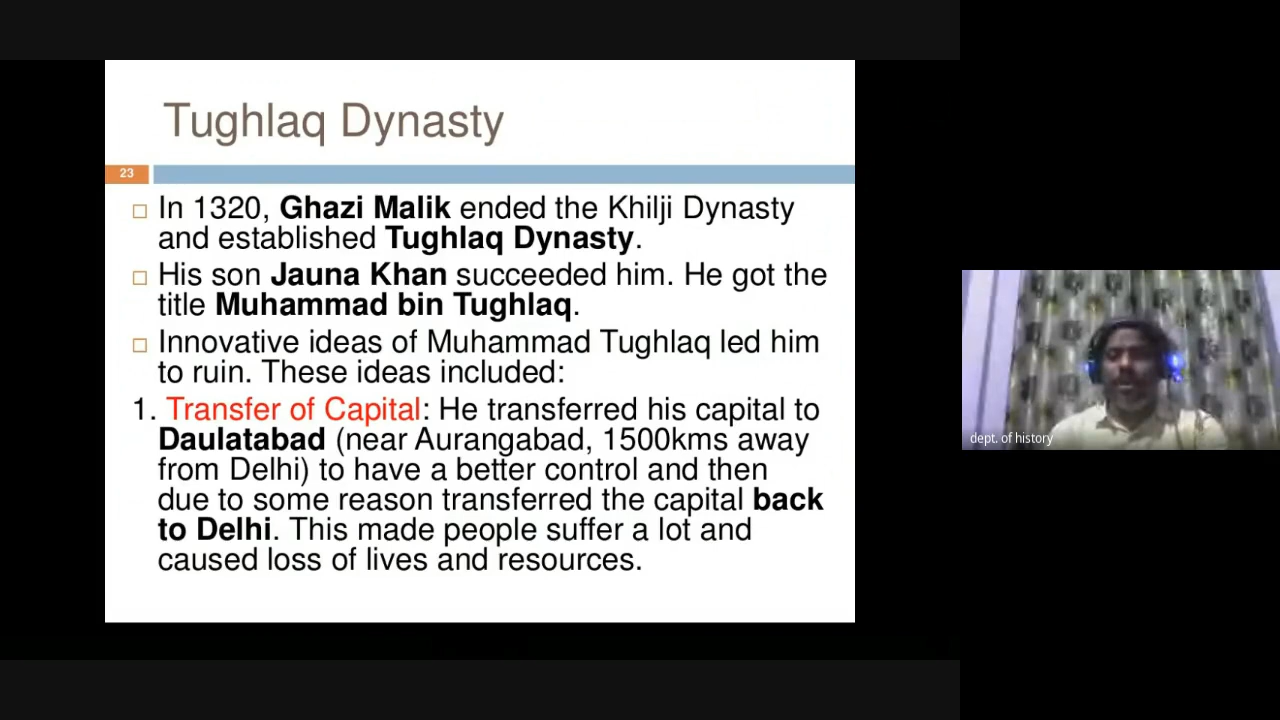 Tughlaq Dynasty
23
In 1320, Ghazi Malik ended the Khilji Dynasty
and established Tughlaq Dynasty.
His son Jauna Khan succeeded him. He got the
title Muhammad bin Tughlaq.
Innovative ideas of Muhammad Tughlaq led him
to ruin. These ideas included:
1. Transfer of Capital: He transferred his capital to
Daulatabad (near Aurangabad, 1500kms away
from Delhi) to have a better control and then
due to some reason transferred the capital back
to Delhi. This made people suffer a lot and
caused loss of lives and resources.
dept. of history